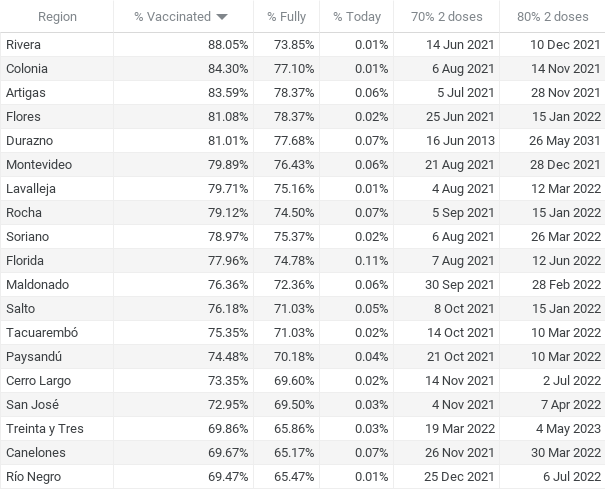 Region % Vaccinated % Fully % Today 70% 2 doses 80% 2 doses
Rivera 88.05% 73.85% 0.01% 14 Jun 2021 10 Dec 2021
Colonia 84.30% 77.10% 0.01% 6 Aug 2021 14 Nov 2021
Artigas 83.59% 78.37% 0.06% 5 Jul 2021 28 Nov 2021
Flores 81.08% 78.37% 0.02% 25 Jun 2021 15 Jan 2022
Durazno 81.01% 77.68% 0.07% 16 Jun 2013 26 May 2031
Montevideo 79.89% 76.43% 0.06% 21 Aug 2021 28 Dec 2021
Lavalleja 79.71% 75.16% 0.01% 4 Aug 2021 12 Mar 2022
Rocha 79.12% 74.50% 0.07% 5 Sep 2021 15 Jan 2022
Soriano 78.97% 75.37% 0.02% 6 Aug 2021 26 Mar 2022
Florida 77.96% 74.78% 0.11% 7 Aug 2021 12 Jun 2022
Maldonado 76.36% 72.36% 0.06% 30 Sep 2021 28 Feb 2022
Salto 76.18% 71.03% 0.05% 8 Oct 2021 15 Jan 2022
Tacuarembó 75.35% 71.03% 0.02% 14 Oct 2021 10 Mar 2022
Paysandú 74.48% 70.18% 0.04% 21 Oct 2021 10 Mar 2022
Cerro Largo 73.35% 69.60% 0.02% 14 Nov 2021 2 Jul 2022
San José 72.95% 69.50% 0.03% 4 Nov 2021 7 Apr 2022
Treinta y Tres 69.86% 65.86% 0.03% 19 Mar 2022 4 May 2023
Canelones 69.67% 65.17% 0.07% 26 Nov 2021 30 Mar 2022
Río Negro 69.47% 65.47% 0.01% 25 Dec 2021 6 Jul 2022